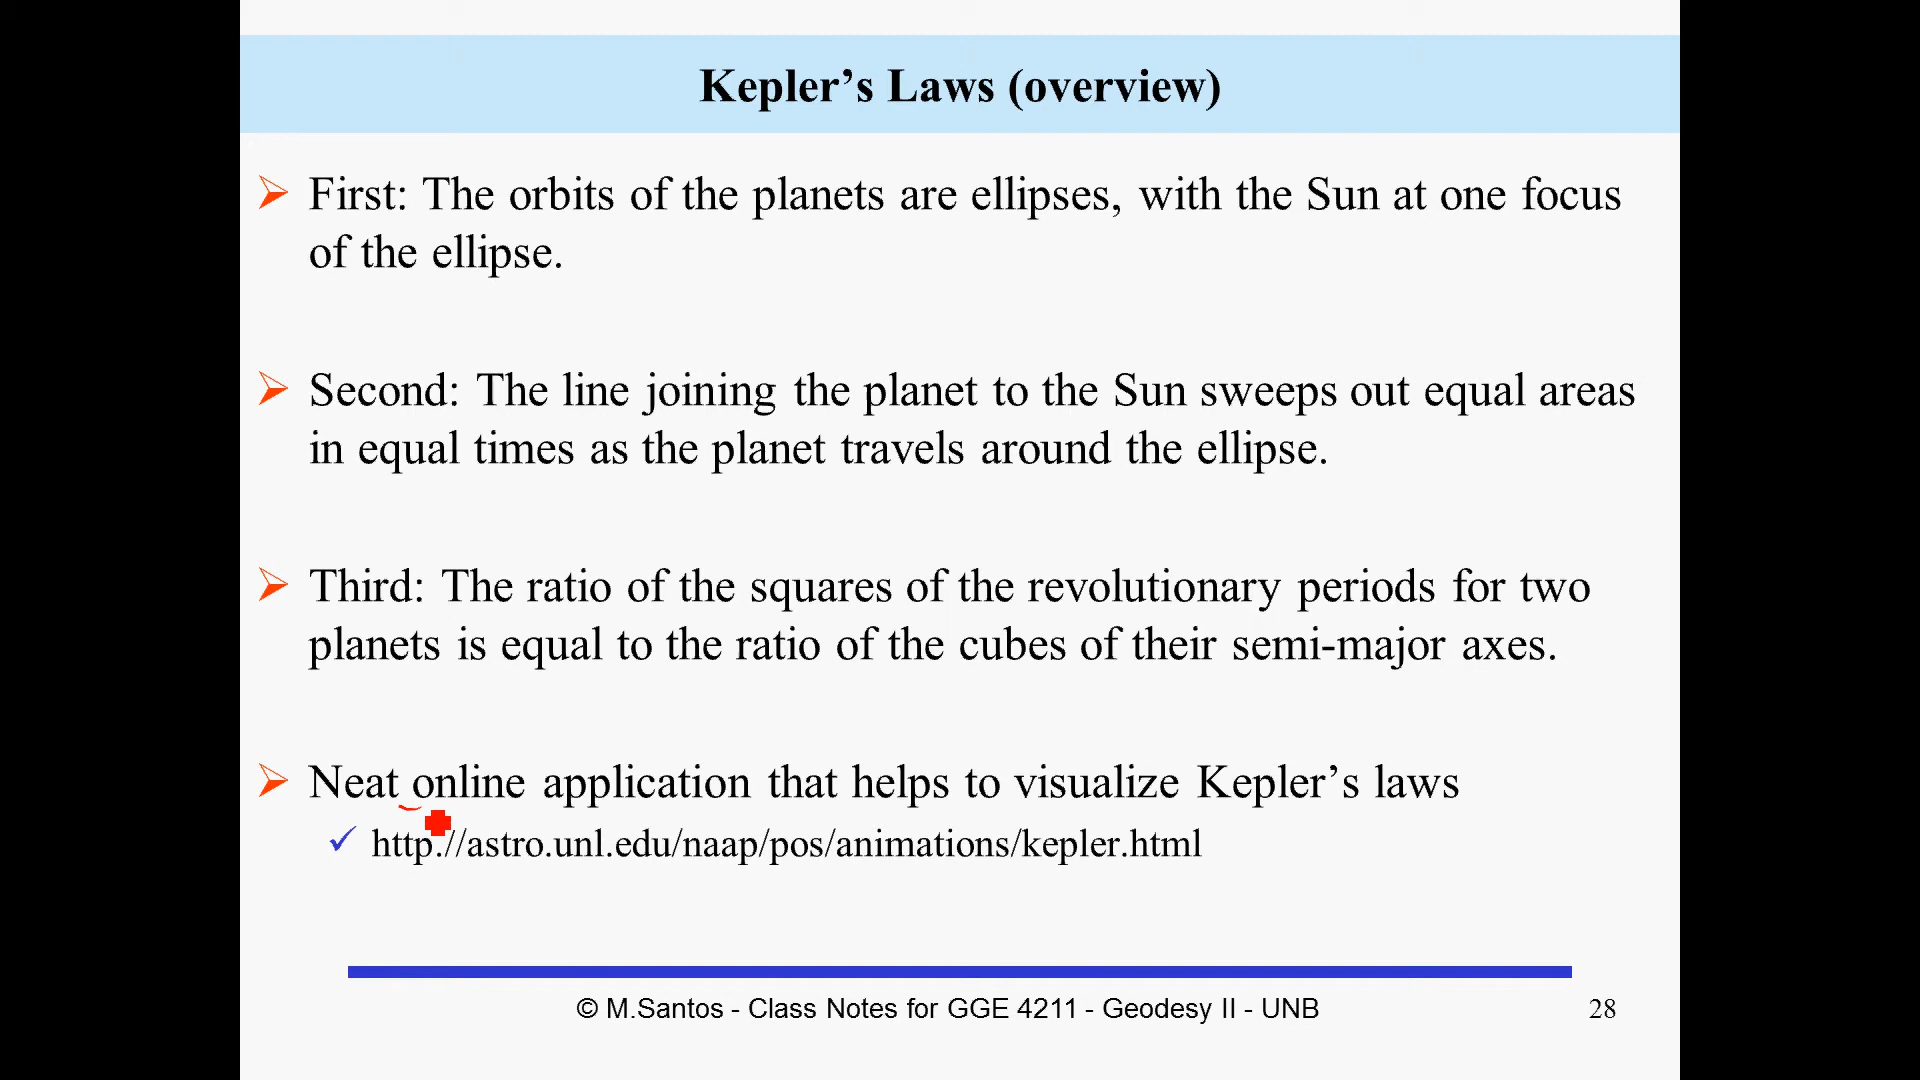 Kepler’s Laws (overview)
First: The orbits of the planets are ellipses, with the Sun at one focus
of the ellipse.
Second: The line joining the planet to the Sun sweeps out equal areas
in equal times as the planet travels around the ellipse.
Third: The ratio of the squares of the revolutionary periods for two
planets is equal to the ratio of the cubes of their semi-major axes.
Neat online application that helps to visualize Kepler’s laws
http://astro.unl.edu/naap/pos/animations/kepler.html
© M.Santos - Class Notes for GGE 4211 - Geodesy II - UNB
28